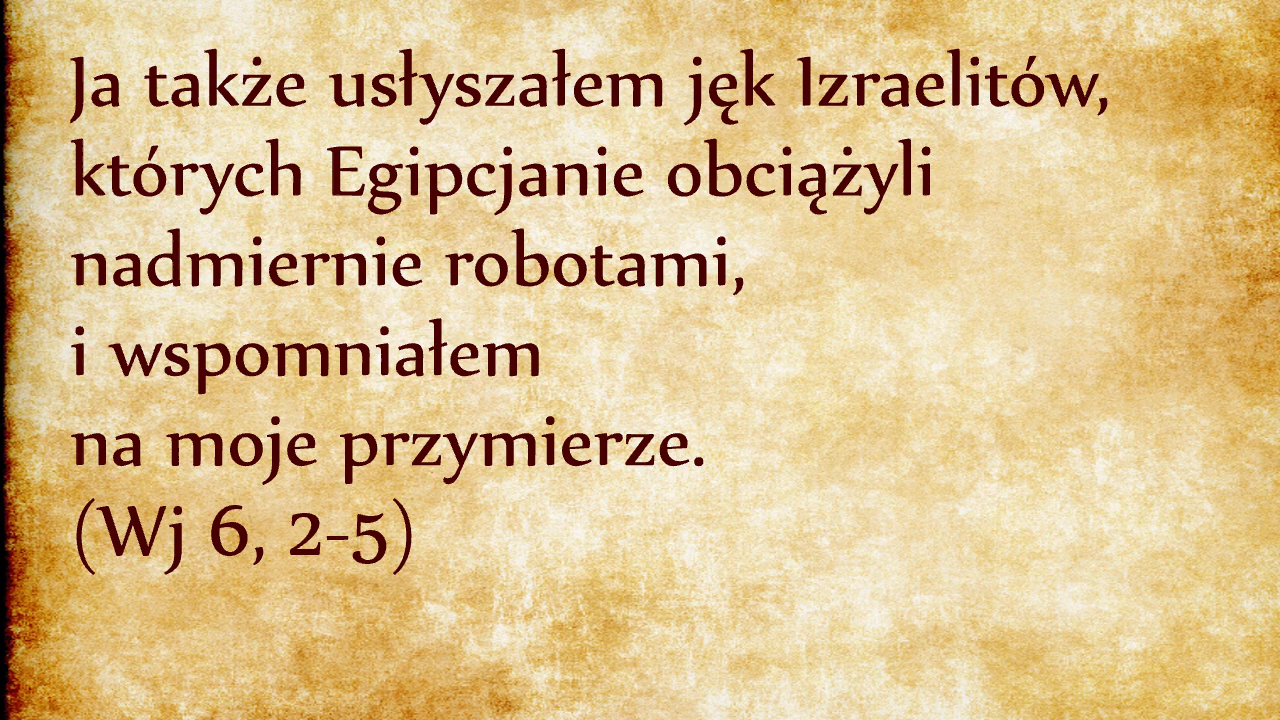 Ja także usłyszałem jęk Izraelitów,
których Egipcjanie obciążyli
nadmiernie robotami,
i wspomniałem
na moje przymierze.
(Wj 6, 2-5)